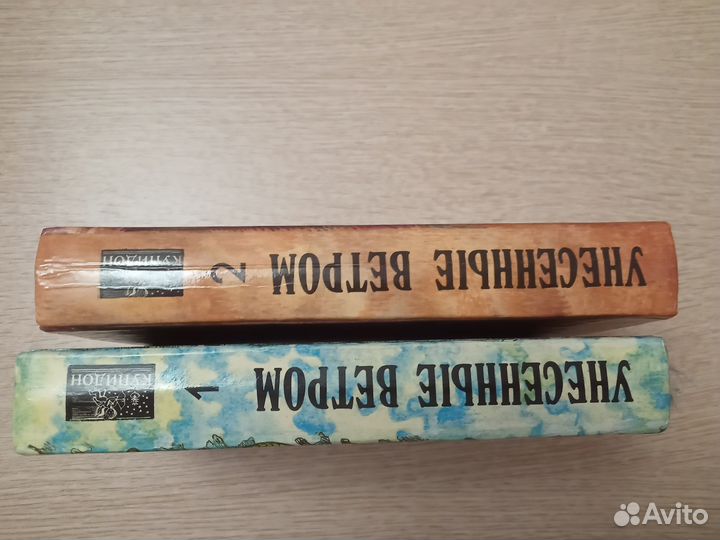 УНЕСЕННЫЕ ВЕТРОМ 2 КУПИДОН
УНЕСЕННЫЕ ВЕТРОМ 1 КУПИДОН
Avito